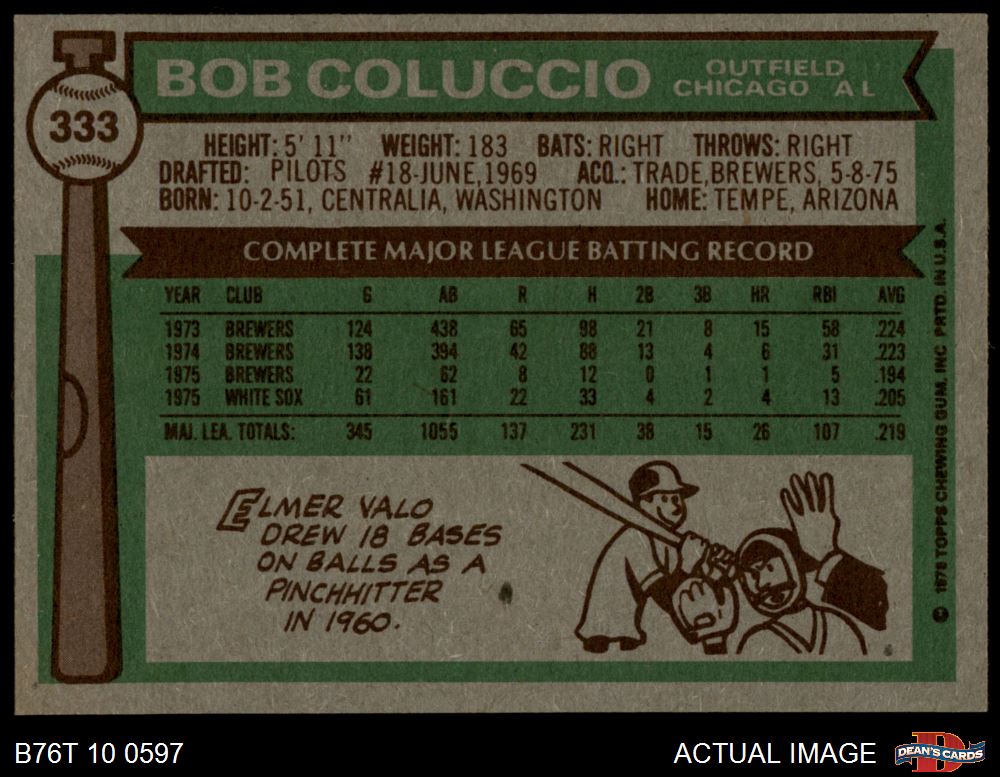 333
BOB COLUCCIO
OUTFIELD
CHICAGO A L
HEIGHT: 5' 11" WEIGHT: 183 BATS: RIGHT THROWS: RIGHT
DRAFTED: PILOTS #18-JUNE,1969 ACQ.: TRADE,BREWERS, 5-8-75
BORN: 10-2-51, CENTRALIA, WASHINGTON HOME: TEMPE, ARIZONA
COMPLETE MAJOR LEAGUE BATTING RECORD
YEAR CLUB G AB R H 2B 3B HR RBI AVG
1973 BREWERS 124 438 65 98 21 8 15 58 .224
1974 BREWERS 138 394 42 88 13 4 6 31 .223
1975 BREWERS 22 62 8 12 0 1 1 5 .194
1975 WHITE SOX 61 161 22 33 4 2 4 13 .205
MAJ. LEA. TOTALS: 345 1055 137 231 38 15 26 107 .219
ELMER VALO
DREW 18 BASES
ON BALLS AS A
PINCHHITTER
IN 1960.
© 1976 TOPPS CHEWING GUM, INC. PRTD. IN U.S.A.
B76T 10 0597
ACTUAL IMAGE
D
DEAN'S CARDS